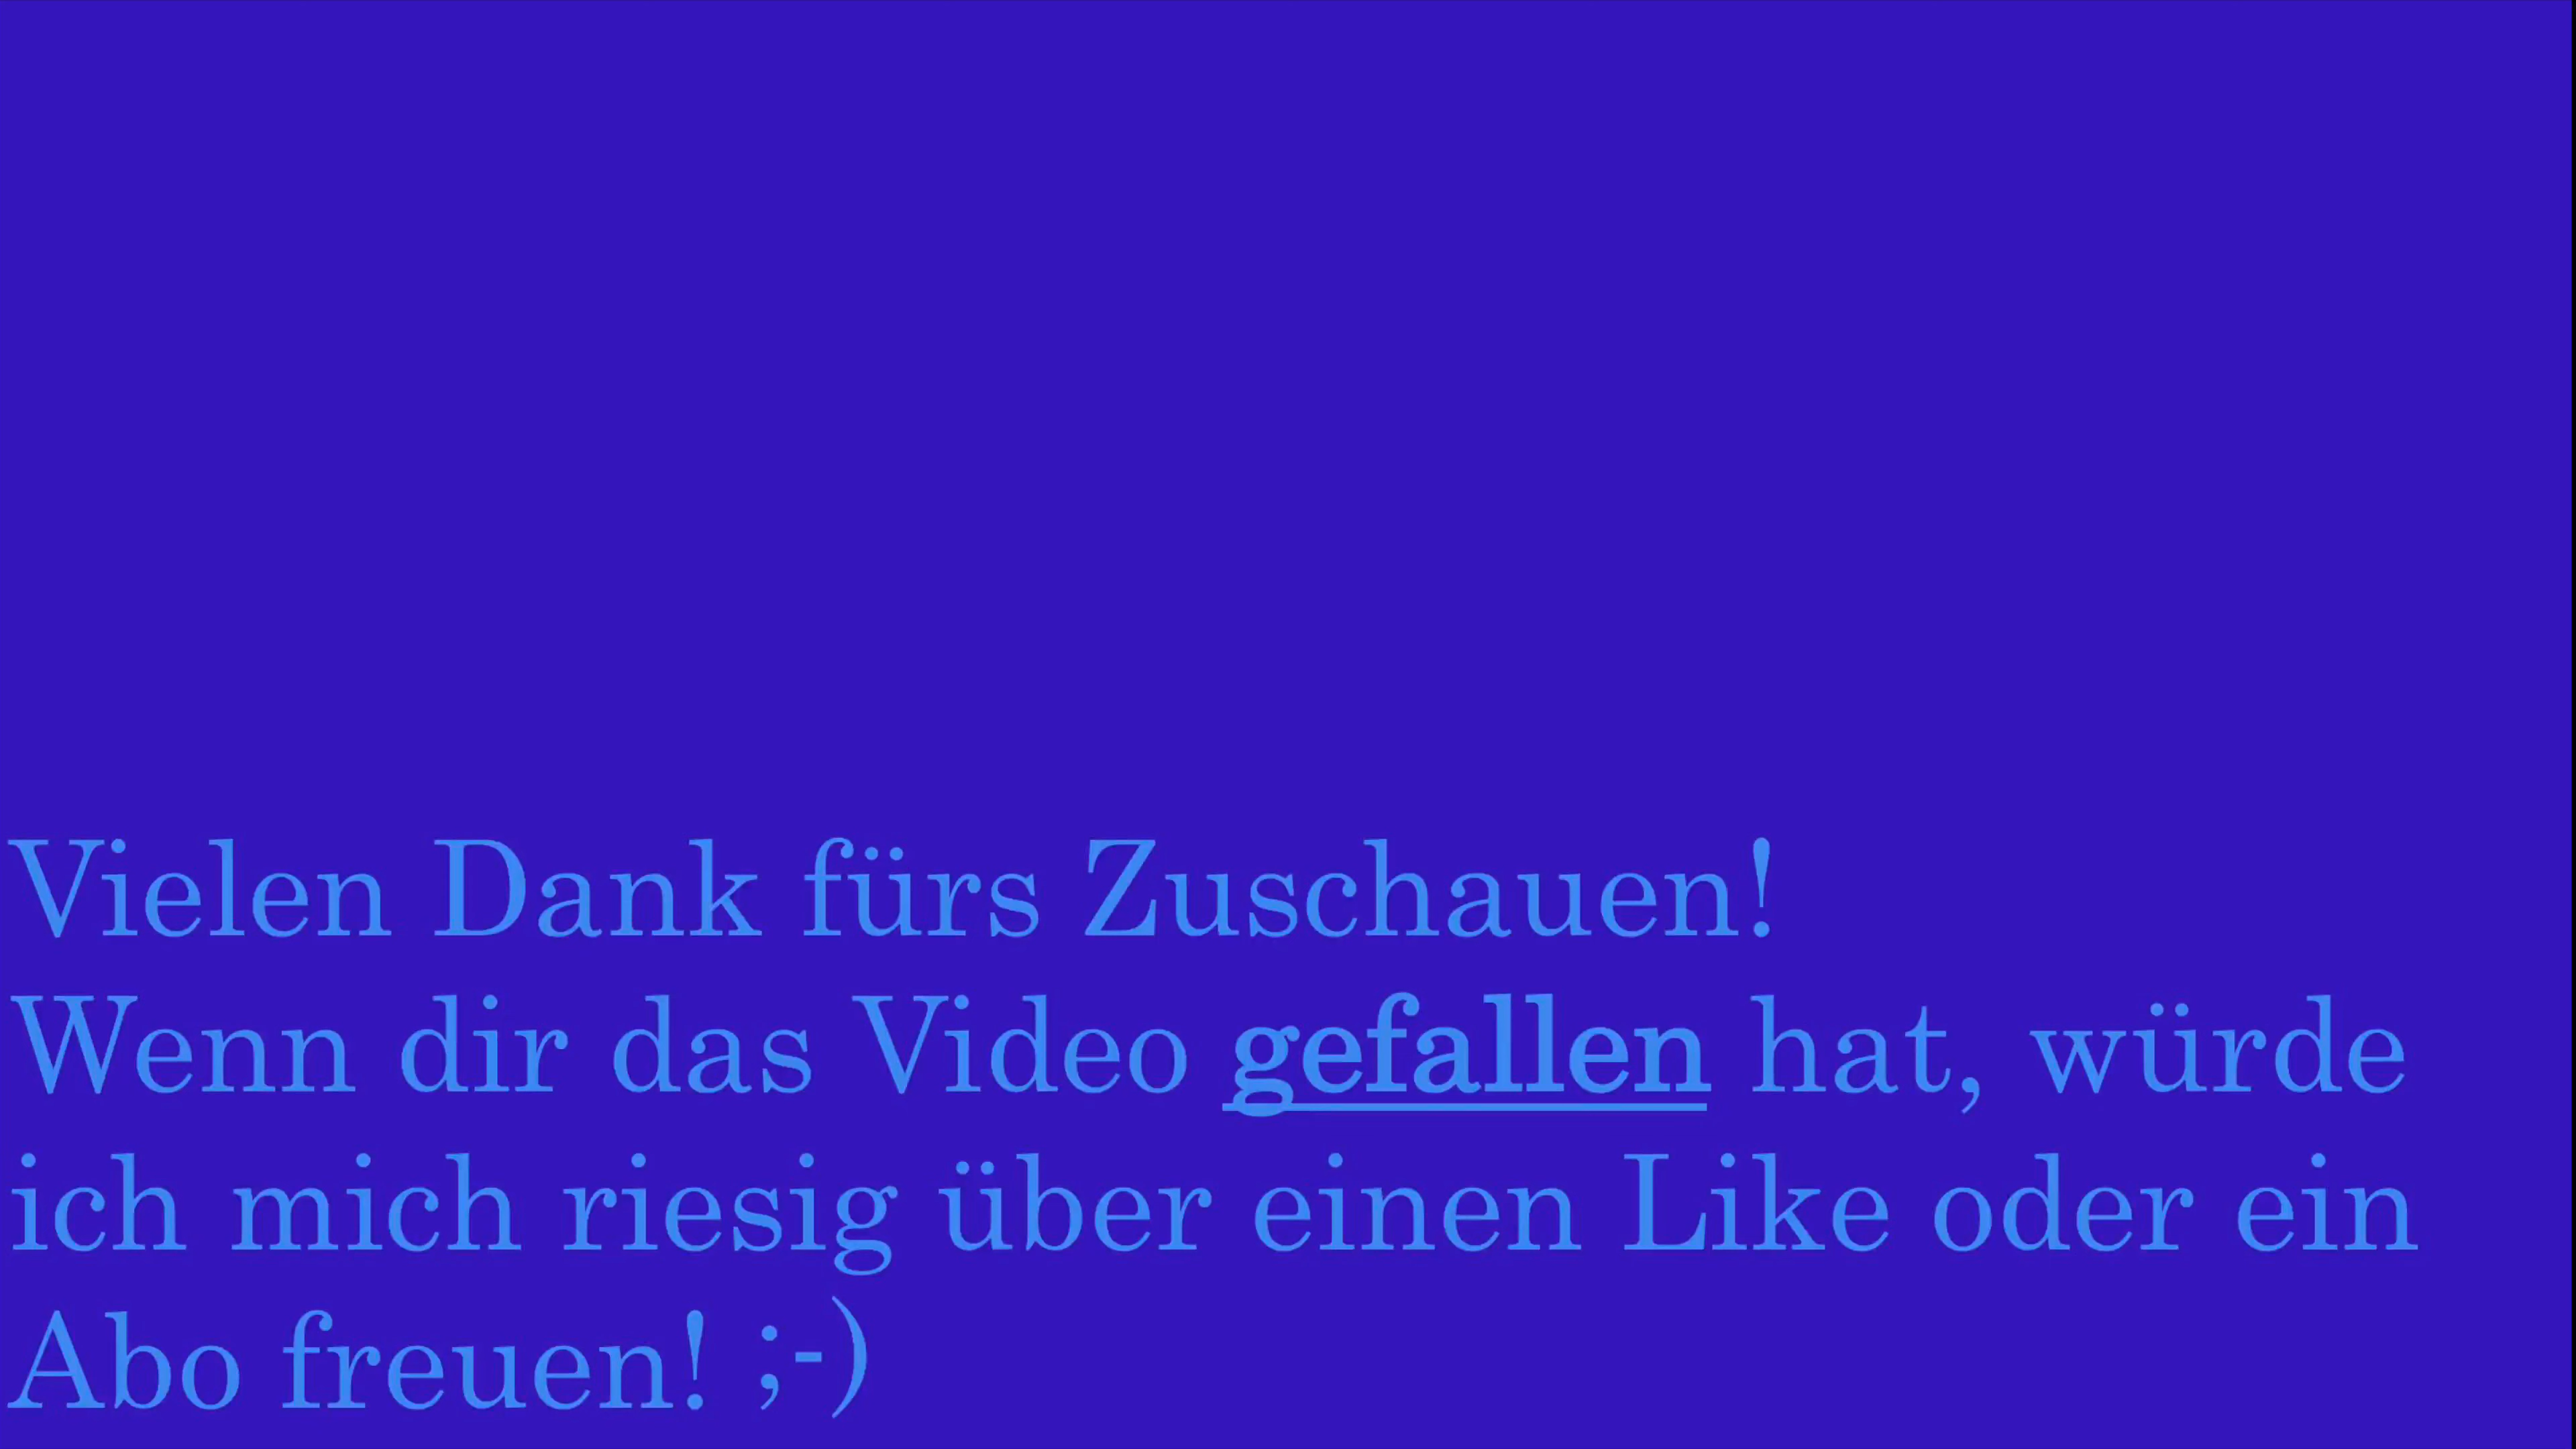 Vielen Dank fürs Zuschauen!
Wenn dir das Video gefallen hat, würde
ich mich riesig über einen Like oder ein
Abo freuen! ;-)